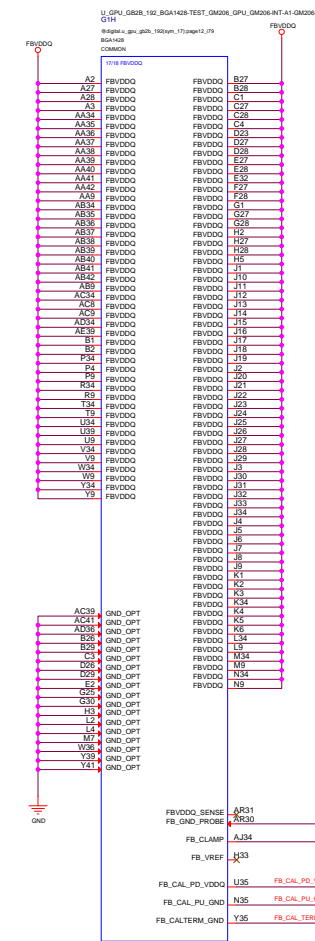 U_GPU_GB2B_192_BGA1428-TEST_GM206_GPU_GM206-INT-A1-GM206
G1H
@digital.u_gpu_gb2b_192(sym_17):page12_i79
BGA1428
COMMON
FBVDDQ
FBVDDQ
17/18 FBVDDQ
A2 FBVDDQ FBVDDQ B27
A27 FBVDDQ FBVDDQ B28
A28 FBVDDQ FBVDDQ C1
A3 FBVDDQ FBVDDQ C27
AA34 FBVDDQ FBVDDQ C28
AA35 FBVDDQ FBVDDQ C4
AA36 FBVDDQ FBVDDQ D23
AA37 FBVDDQ FBVDDQ D27
AA38 FBVDDQ FBVDDQ D28
AA39 FBVDDQ FBVDDQ E27
AA40 FBVDDQ FBVDDQ E28
AA41 FBVDDQ FBVDDQ E32
AA42 FBVDDQ FBVDDQ F27
AA9 FBVDDQ FBVDDQ F28
AB34 FBVDDQ FBVDDQ G1
AB35 FBVDDQ FBVDDQ G27
AB36 FBVDDQ FBVDDQ G28
AB37 FBVDDQ FBVDDQ H2
AB38 FBVDDQ FBVDDQ H27
AB39 FBVDDQ FBVDDQ H28
AB40 FBVDDQ FBVDDQ H5
AB41 FBVDDQ FBVDDQ J1
AB42 FBVDDQ FBVDDQ J10
AB9 FBVDDQ FBVDDQ J11
AC34 FBVDDQ FBVDDQ J12
AC8 FBVDDQ FBVDDQ J13
AC9 FBVDDQ FBVDDQ J14
AD34 FBVDDQ FBVDDQ J15
AE39 FBVDDQ FBVDDQ J16
B1 FBVDDQ FBVDDQ J17
B2 FBVDDQ FBVDDQ J18
P34 FBVDDQ FBVDDQ J19
P4 FBVDDQ FBVDDQ J2
P9 FBVDDQ FBVDDQ J20
R34 FBVDDQ FBVDDQ J21
R9 FBVDDQ FBVDDQ J22
T34 FBVDDQ FBVDDQ J23
T9 FBVDDQ FBVDDQ J24
U34 FBVDDQ FBVDDQ J25
U39 FBVDDQ FBVDDQ J26
U9 FBVDDQ FBVDDQ J27
V34 FBVDDQ FBVDDQ J28
V9 FBVDDQ FBVDDQ J29
W34 FBVDDQ FBVDDQ J3
W9 FBVDDQ FBVDDQ J30
Y34 FBVDDQ FBVDDQ J31
Y9 FBVDDQ FBVDDQ J32
FBVDDQ J33
FBVDDQ J34
FBVDDQ J4
FBVDDQ J5
FBVDDQ J6
FBVDDQ J7
FBVDDQ J8
FBVDDQ J9
FBVDDQ K1
FBVDDQ K2
FBVDDQ K3
FBVDDQ K34
AC39 GND_OPT FBVDDQ K4
AC41 GND_OPT FBVDDQ K5
AD36 GND_OPT FBVDDQ K6
B26 GND_OPT FBVDDQ L34
B29 GND_OPT FBVDDQ L9
C3 GND_OPT FBVDDQ M34
D26 GND_OPT FBVDDQ M9
D29 GND_OPT FBVDDQ N34
E2 GND_OPT FBVDDQ N9
G25 GND_OPT
G30 GND_OPT
H3 GND_OPT
L2 GND_OPT
L4 GND_OPT
M7 GND_OPT
W36 GND_OPT
Y39 GND_OPT
Y41 GND_OPT
GND
FBVDDQ_SENSE AR31
FB_GND_PROBE AR30
FB_CLAMP AJ34
FB_VREF H33
FB_CAL_PD_VDDQ U35 FB_CAL_PD_
FB_CAL_PU_GND N35 FB_CAL_PU_
FB_CALTERM_GND Y35 FB_CAL_TER